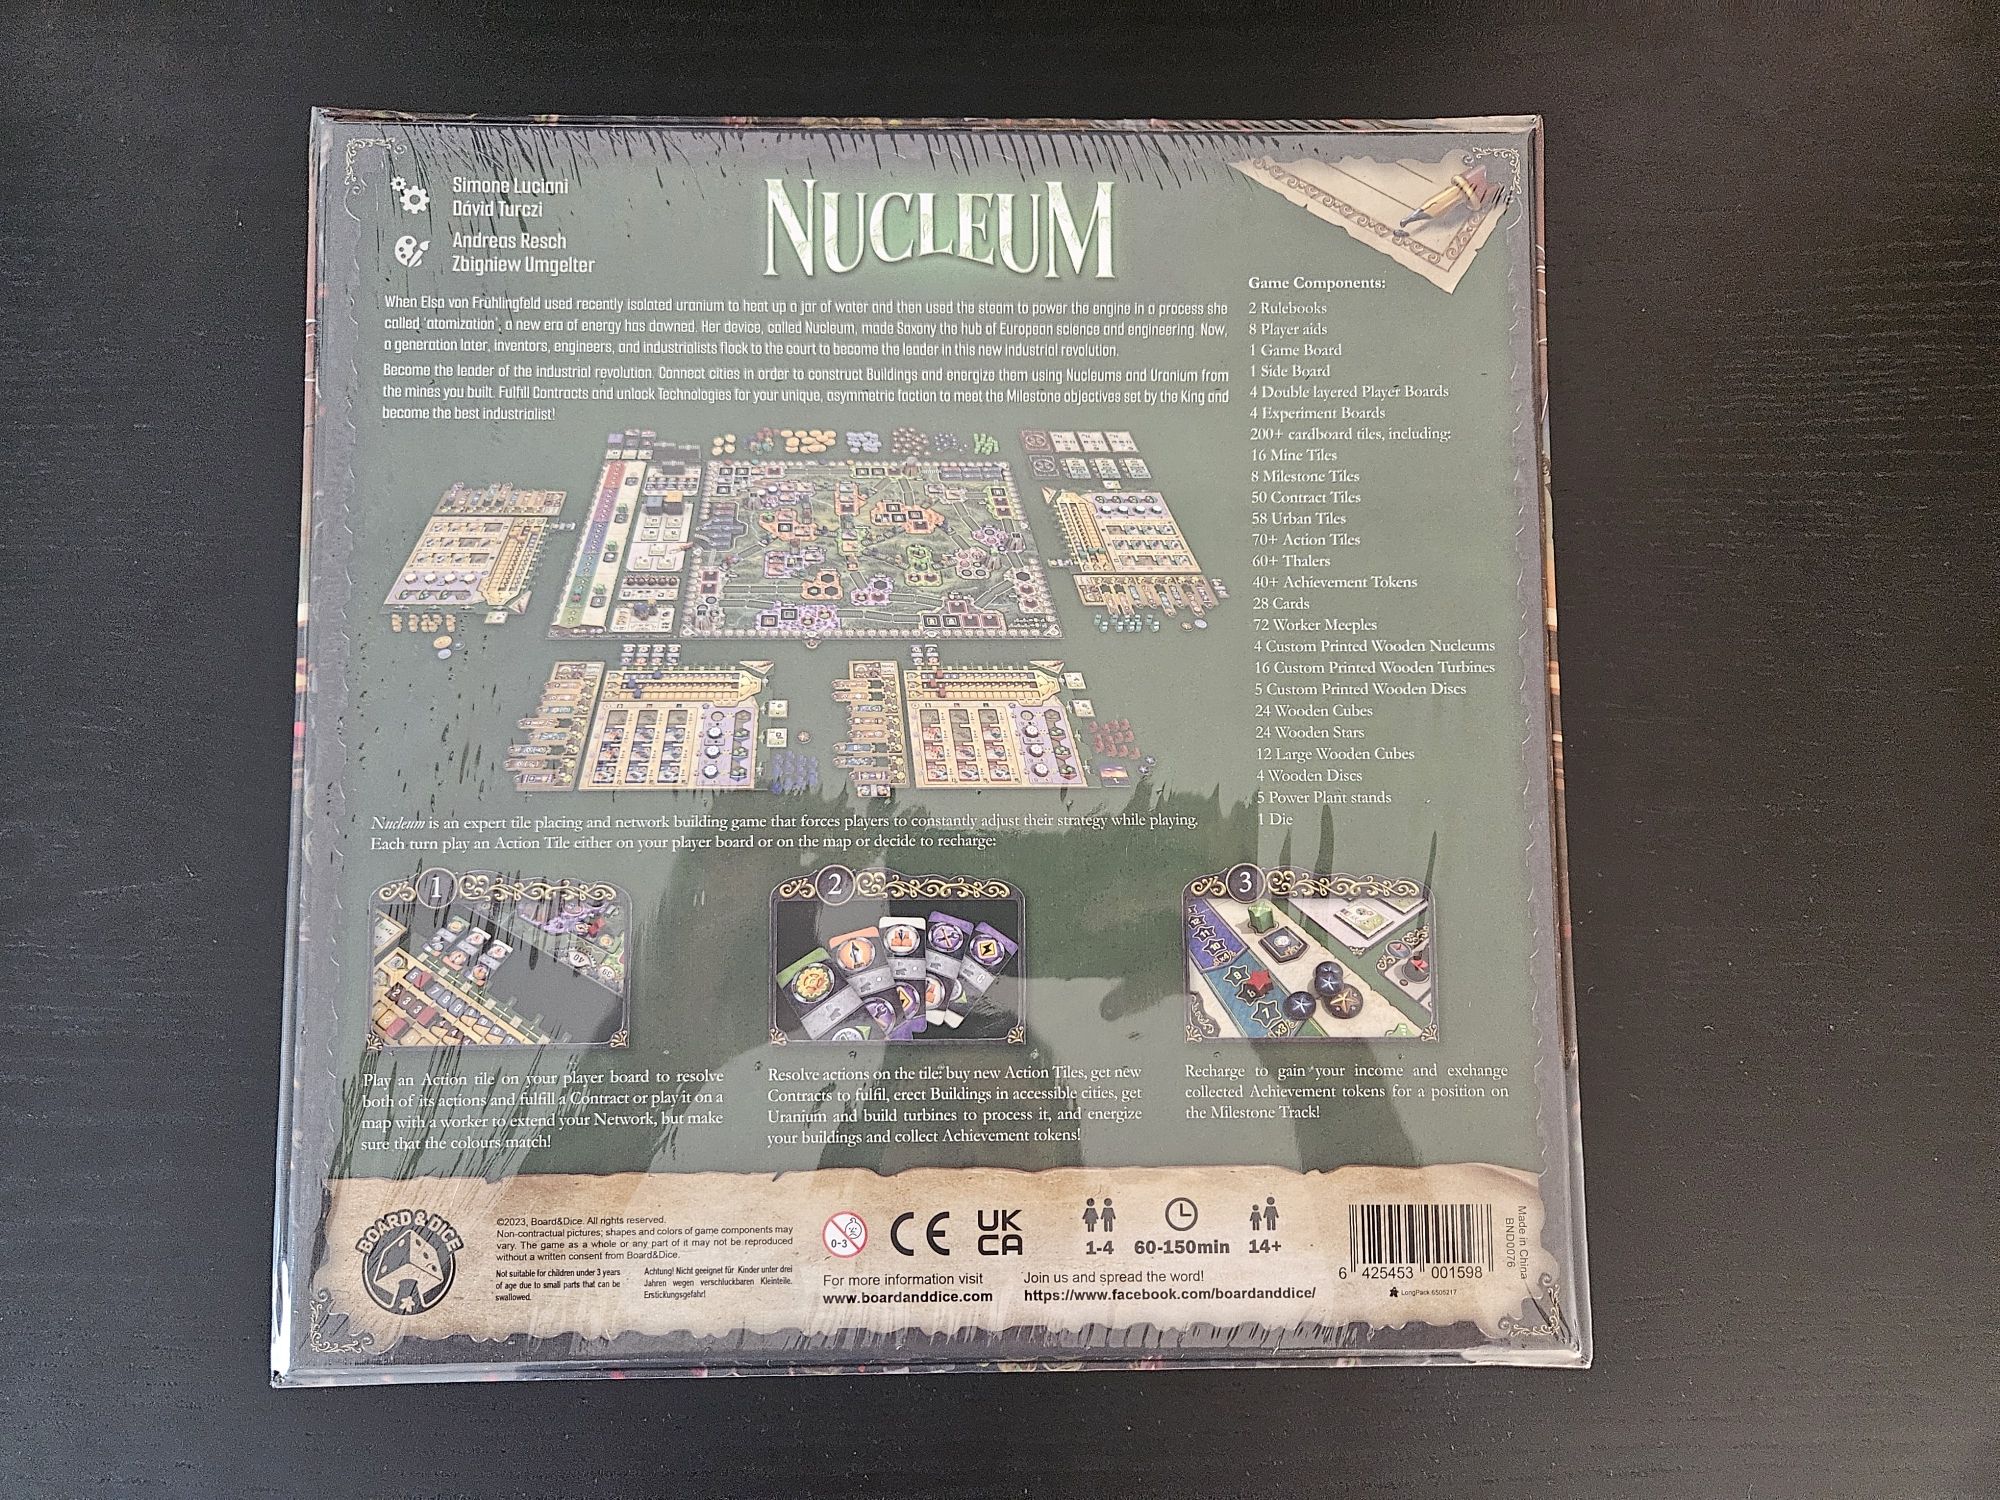 Simone Luciani
Dávid Turczi
Andreas Resch
Zbigniew Umgelter
NUCLEUM
When Elsa von Frühlingfeld used recently isolated uranium to heat up a jar of water and then used the steam to power the engine in a process she
called 'atomization', a new era of energy has dawned. Her device, called Nucleum, made Saxony the hub of European science and engineering. Now,
a generation later, inventors, engineers, and industrialists flock to the court to become the leader in this new industrial revolution.
Become the leader of the industrial revolution. Connect cities in order to construct Buildings and energize them using Nucleums and Uranium from
the mines you built. Fulfill Contracts and unlock Technologies for your unique, asymmetric faction to meet the Milestone objectives set by the King and
become the best industrialist!
Game Components:
2 Rulebooks
8 Player aids
1 Game Board
1 Side Board
4 Double layered Player Boards
4 Experiment Boards
200+ cardboard tiles, including:
16 Mine Tiles
8 Milestone Tiles
50 Contract Tiles
58 Urban Tiles
70+ Action Tiles
60+ Thalers
40+ Achievement Tokens
28 Cards
72 Worker Meeples
4 Custom Printed Wooden Nucleums
16 Custom Printed Wooden Turbines
5 Custom Printed Wooden Discs
24 Wooden Cubes
24 Wooden Stars
12 Large Wooden Cubes
4 Wooden Discs
5 Power Plant stands
1 Die
Nucleum is an expert tile placing and network building game that forces players to constantly adjust their strategy while playing.
Each turn play an Action Tile either on your player board or on the map or decide to recharge:
1
Play an Action tile on your player board to resolve
both of its actions and fulfill a Contract or play it on a
map with a worker to extend your Network, but make
sure that the colours match!
2
Resolve actions on the tile: buy new Action Tiles, get new
Contracts to fulfil, erect Buildings in accessible cities, get
Uranium and build turbines to process it, and energize
your buildings and collect Achievement tokens!
3
Recharge to gain your income and exchange
collected Achievement tokens for a position on
the Milestone Track!
BOARD & DICE
©2023, Board&Dice. All rights reserved.
Non-contractual pictures; shapes and colors of game components may
vary. The game as a whole or any part of it may not be reproduced
without a written consent from Board&Dice.
Not suitable for children under 3 years
of age due to small parts that can be
swallowed.
Achtung! Nicht geeignet für Kinder unter drei
Jahren wegen verschluckbaren Kleinteile.
Erstickungsgefahr!
0-3
CE
UK
CA
1-4 60-150min 14+
For more information visit
www.boardanddice.com
Join us and spread the word!
https://www.facebook.com/boardanddice/
6 425453 001598
LongPack 6505217
Made in China
BND0076